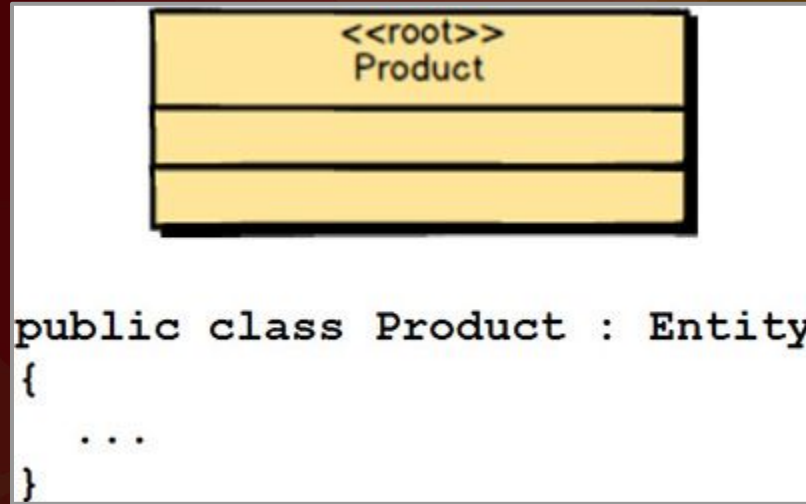 <<root>>
Product
public class Product : Entity
{
...
}